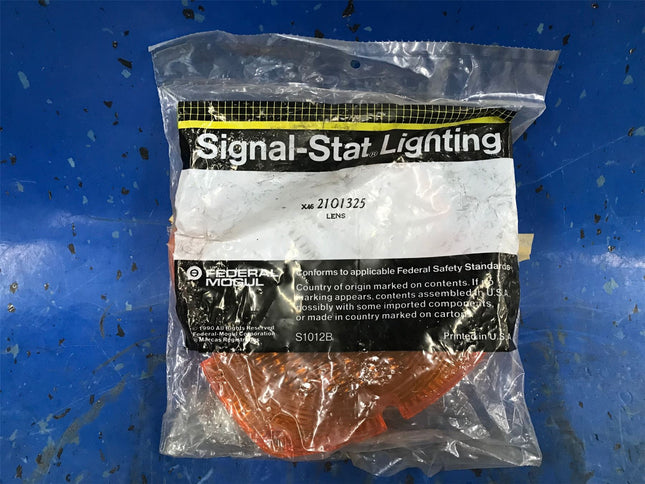 Signal-Stat® Lighting
X46 2101325
LENS
FEDERAL
MOGUL
Conforms to applicable Federal Safety Standards
Country of origin marked on contents. If no
marking appears, contents assembled in U.S.A.
possibly with some imported components,
or made in country marked on carton.
1990 All Rights Reserved
Federal-Mogul Corporation
Marcas Registradas
S1012B
Printed in U.S.A.